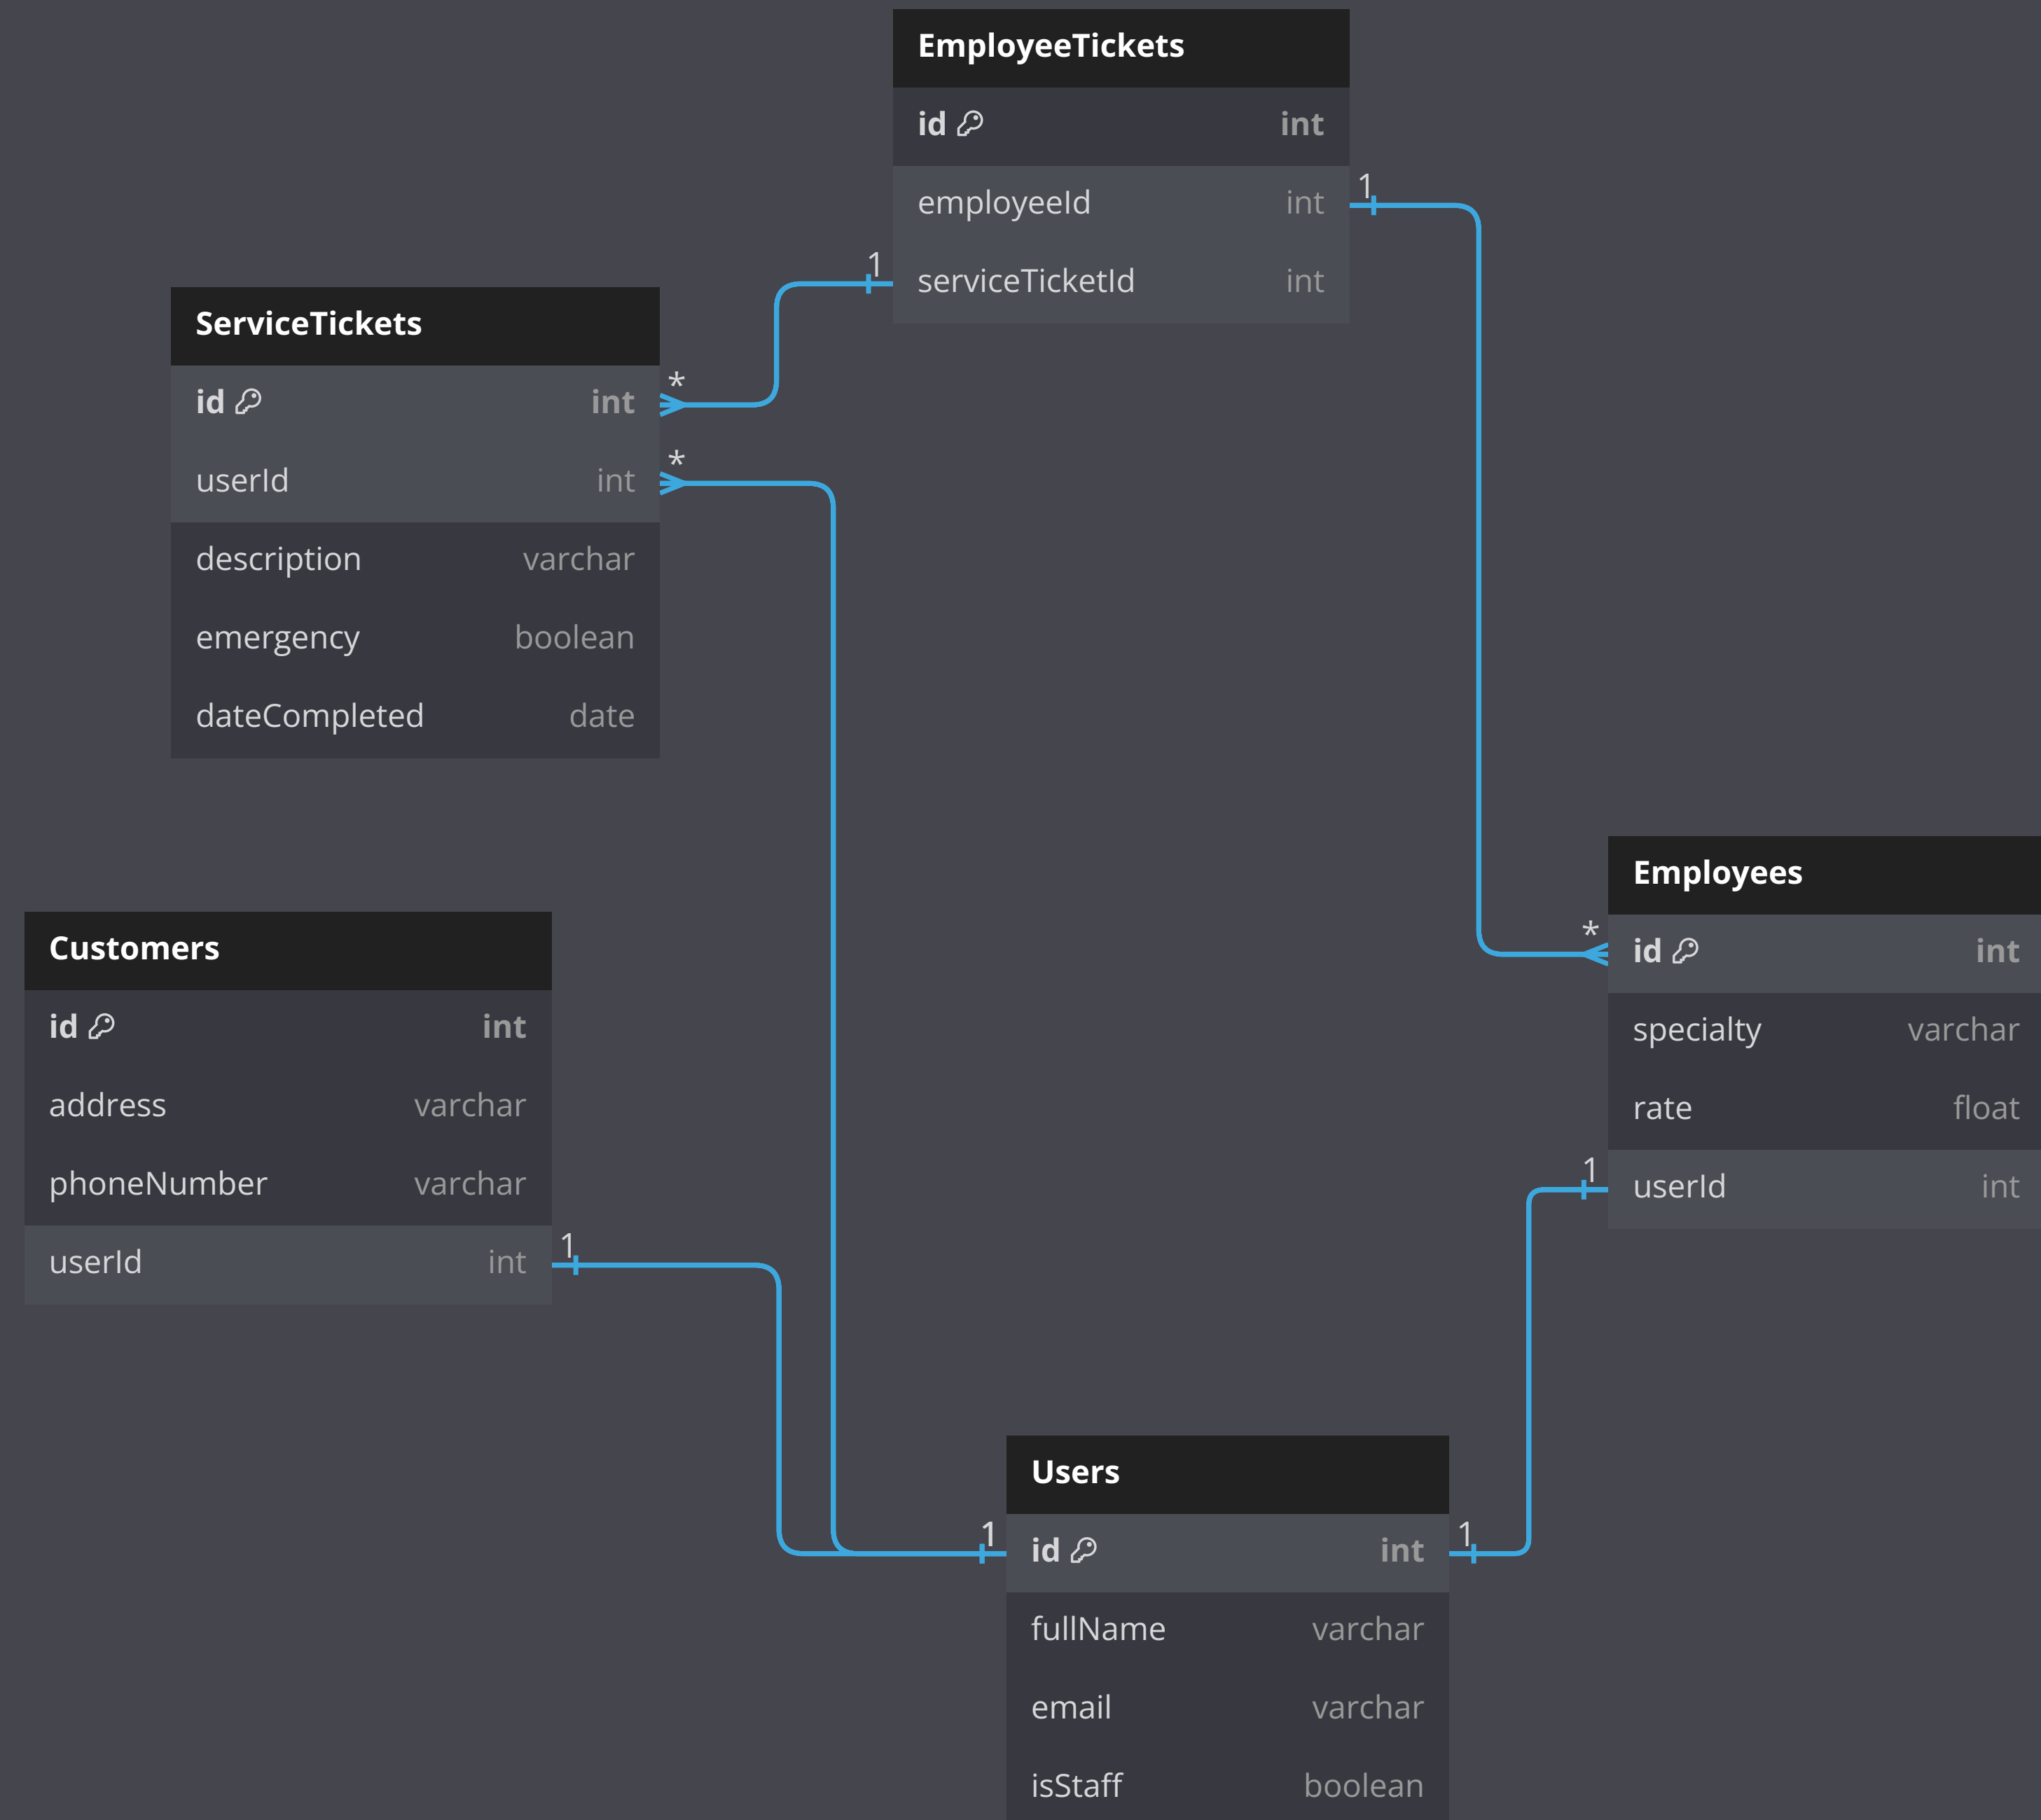 EmployeeTickets
id int
employeeId int
serviceTicketId int
1
1
ServiceTickets
id int
userId int
description varchar
emergency boolean
dateCompleted date
*
*
Employees
id int
specialty varchar
rate float
userId int
*
1
Customers
id int
address varchar
phoneNumber varchar
userId int
1
Users
id int
fullName varchar
email varchar
isStaff boolean
1
1